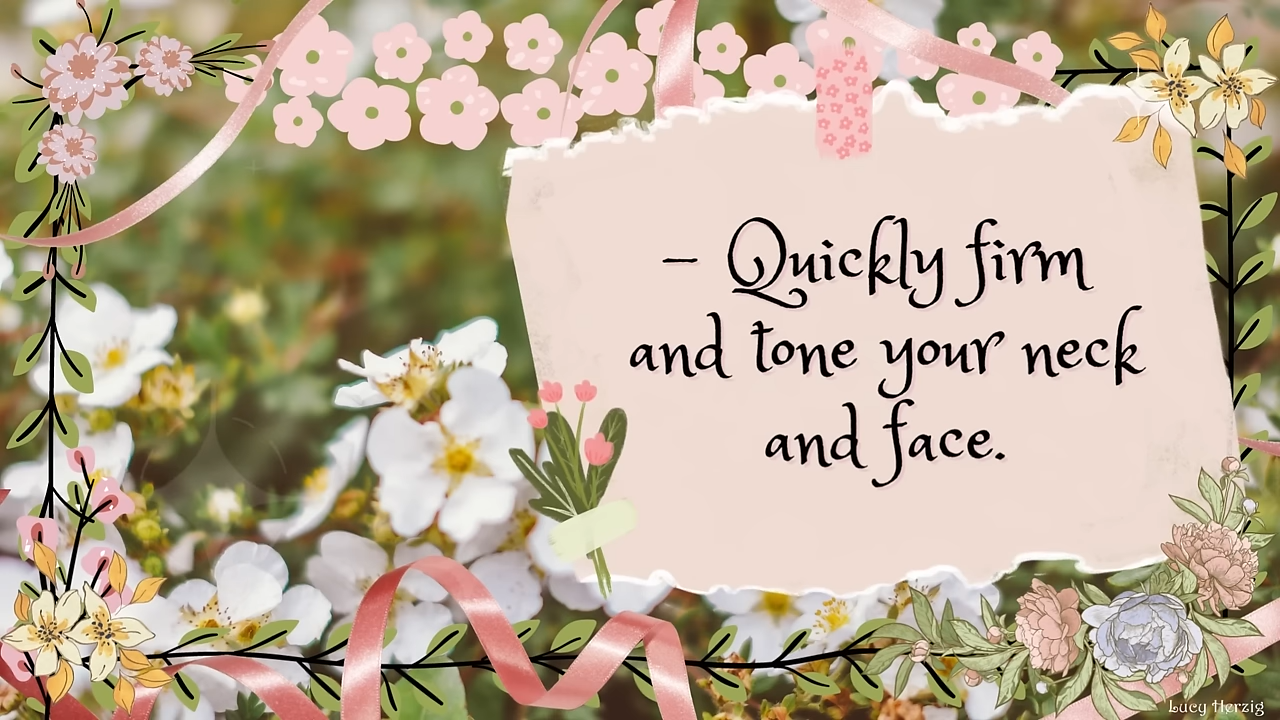 – Quickly firm
and tone your neck
and face.
Lucy Herzig